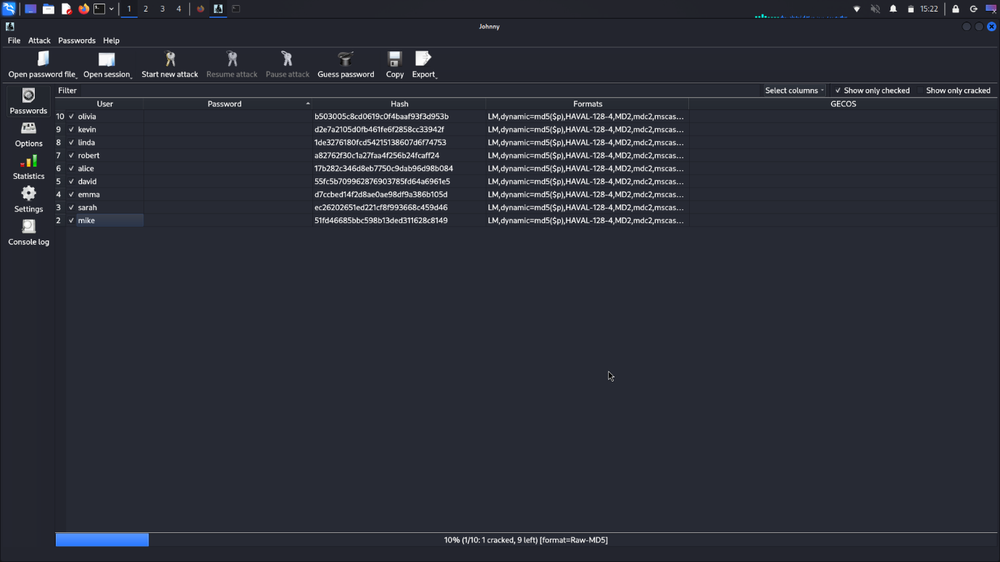 1 2 3 4 15:22
Johnny
File Attack Passwords Help
Open password file Open session Start new attack Resume attack Pause attack Guess password Copy Export
Filter Select columns Show only checked Show only cracked
Passwords
Options
Statistics
Settings
Console log
User Password Hash Formats GECOS
10 olivia b503005c8cd0619c0f4baaf93f3d953b LM,dynamic=md5($p),HAVAL-128-4,MD2,mdc2,mscas...
9 kevin d2e7a2105d0fb461fe6f2858cc33942f LM,dynamic=md5($p),HAVAL-128-4,MD2,mdc2,mscas...
8 linda 1de3276180fcd54215138607d6f74753 LM,dynamic=md5($p),HAVAL-128-4,MD2,mdc2,mscas...
7 robert a82762f30c1a27faa4f256b24fcaff24 LM,dynamic=md5($p),HAVAL-128-4,MD2,mdc2,mscas...
6 alice 17b282c346d8eb7750c9dab96d98b084 LM,dynamic=md5($p),HAVAL-128-4,MD2,mdc2,mscas...
5 david 55fc5b709962876903785fd64a6961e5 LM,dynamic=md5($p),HAVAL-128-4,MD2,mdc2,mscas...
4 emma d7ccbed14f2d8ae0ae98df9a386b105d LM,dynamic=md5($p),HAVAL-128-4,MD2,mdc2,mscas...
3 sarah ec26202651ed221cf8f993668c459d46 LM,dynamic=md5($p),HAVAL-128-4,MD2,mdc2,mscas...
2 mike 51fd46685bbc598b13ded311628c8149 LM,dynamic=md5($p),HAVAL-128-4,MD2,mdc2,mscas...
10% (1/10: 1 cracked, 9 left) [format=Raw-MD5]